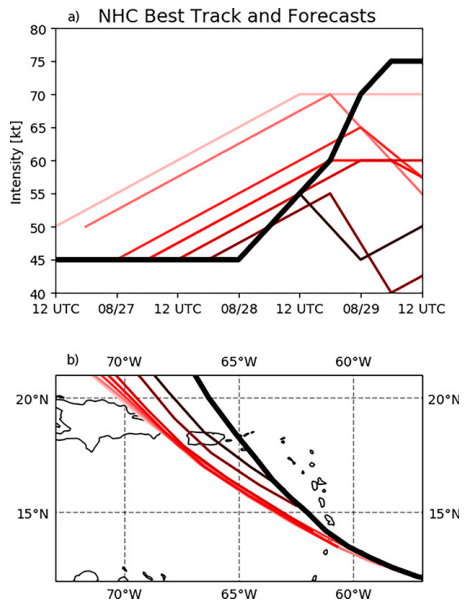 a) NHC Best Track and Forecasts
80
75
70
65
60
55
50
45
40
Intensity [kt]
12 UTC 08/27 12 UTC 08/28 12 UTC 08/29 12 UTC
b)
70°W 65°W 60°W
20°N 20°N
15°N 15°N
70°W 65°W 60°W